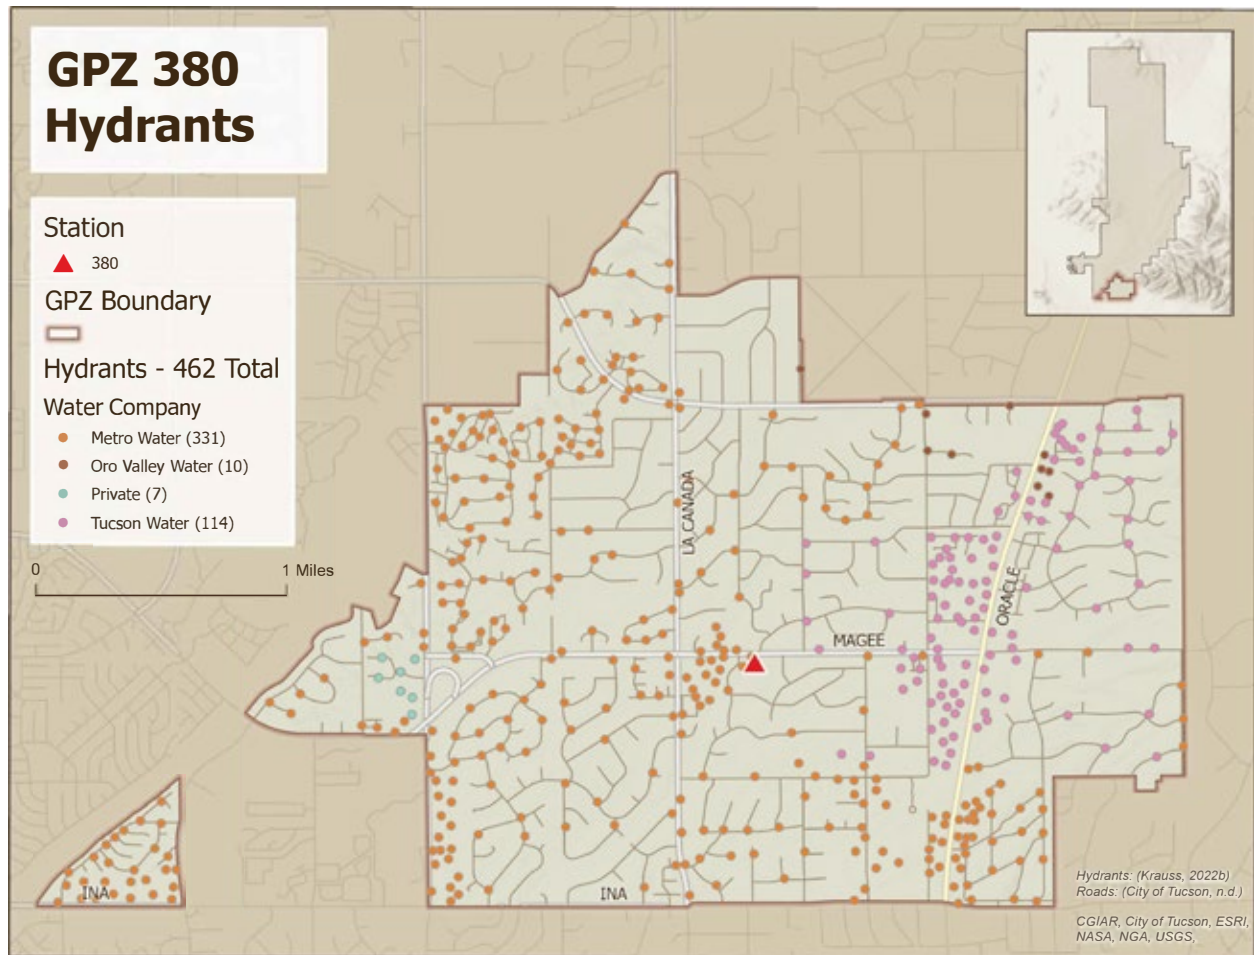 GPZ 380
Hydrants
Station
380
GPZ Boundary
Hydrants - 462 Total
Water Company
Metro Water (331)
Oro Valley Water (10)
Private (7)
Tucson Water (114)
0
1 Miles
LA CANADA
ORACLE
MAGEE
INA
INA
Hydrants: (Krauss, 2022b)
Roads: (City of Tucson, n.d.)
CGIAR, City of Tucson, ESRI,
NASA, NGA, USGS,